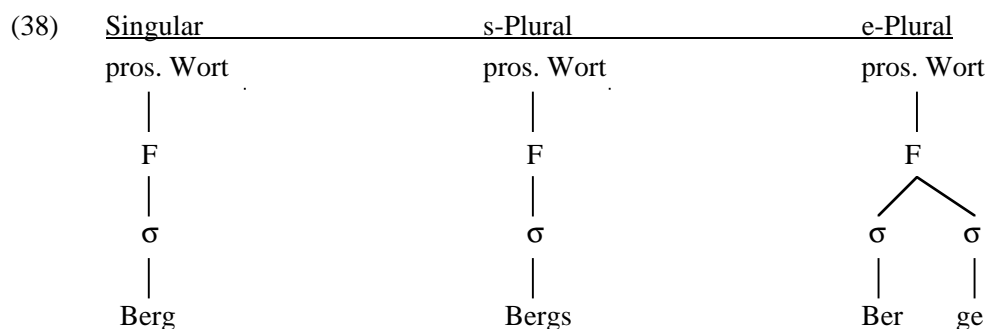 (38) Singular s-Plural e-Plural
pros. Wort pros. Wort pros. Wort
F F F
σ σ σ σ
Berg Bergs Ber ge